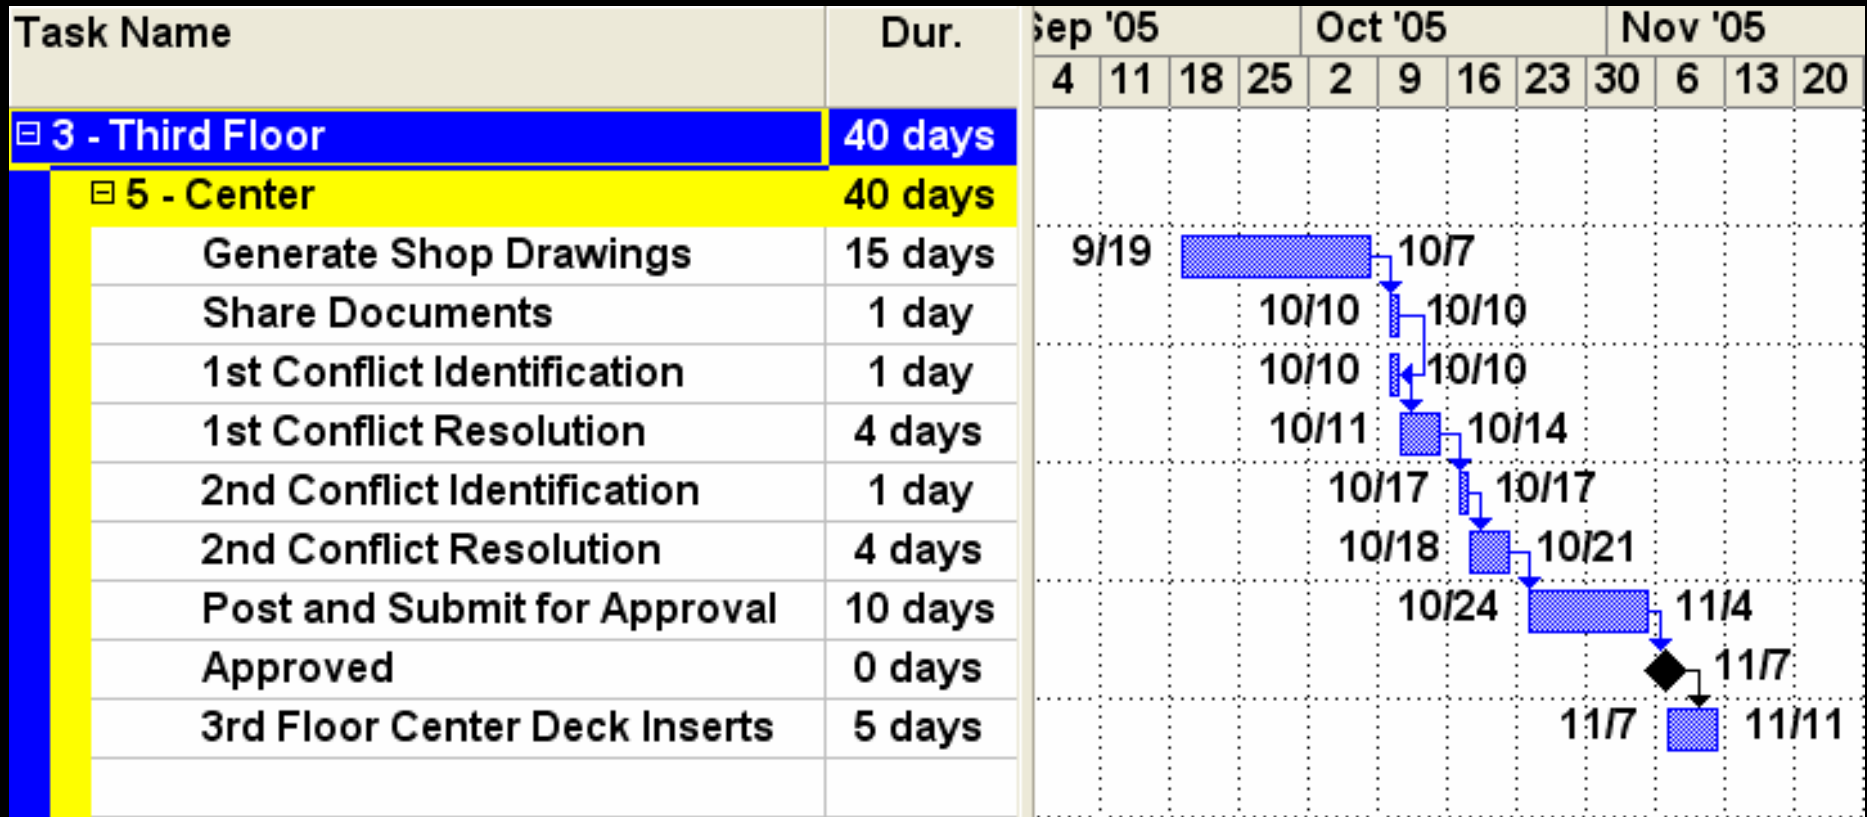 Task Name Dur. Sep '05 Oct '05 Nov '05
4 11 18 25 2 9 16 23 30 6 13 20
3 - Third Floor 40 days
5 - Center 40 days
Generate Shop Drawings 15 days 9/19 10/7
Share Documents 1 day 10/10 10/10
1st Conflict Identification 1 day 10/10 10/10
1st Conflict Resolution 4 days 10/11 10/14
2nd Conflict Identification 1 day 10/17 10/17
2nd Conflict Resolution 4 days 10/18 10/21
Post and Submit for Approval 10 days 10/24 11/4
Approved 0 days 11/7
3rd Floor Center Deck Inserts 5 days 11/7 11/11